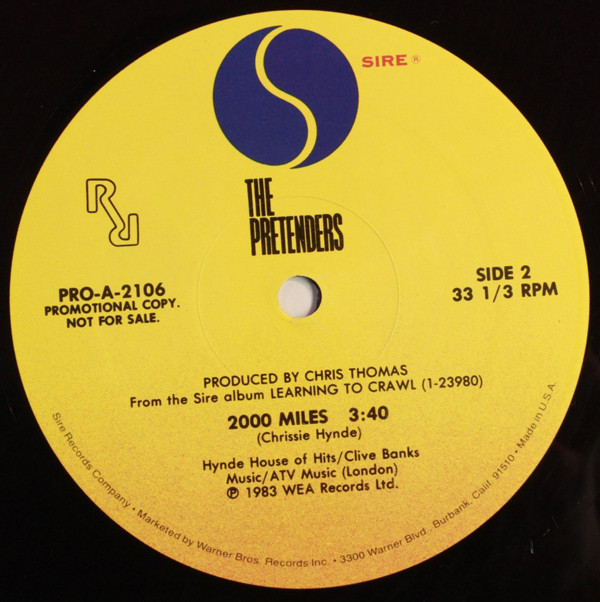 SIRE ®
THE
PRETENDERS
PRO-A-2106
PROMOTIONAL COPY.
NOT FOR SALE.
SIDE 2
33 1/3 RPM
PRODUCED BY CHRIS THOMAS
From the Sire album LEARNING TO CRAWL (1-23980)
2000 MILES 3:40
(Chrissie Hynde)
Hynde House of Hits/Clive Banks
Music/ATV Music (London)
℗ 1983 WEA Records Ltd.
Sire Records Company • Marketed by Warner Bros. Records Inc. • 3300 Warner Blvd., Burbank, Calif. 91510 • Made in U.S.A.